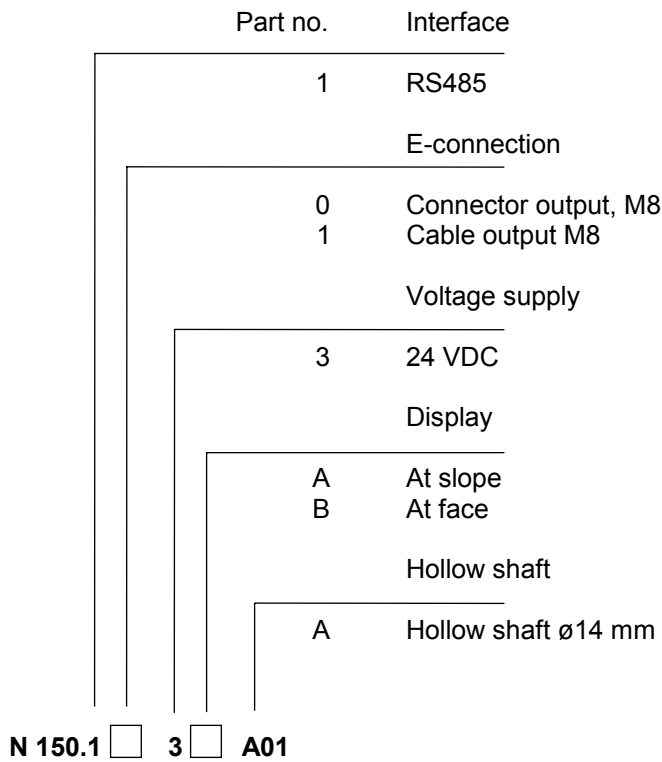 Part no. Interface
1 RS485
E-connection
0 Connector output, M8
1 Cable output M8
Voltage supply
3 24 VDC
Display
A At slope
B At face
Hollow shaft
A Hollow shaft ø14 mm
N 150.1 3 A01